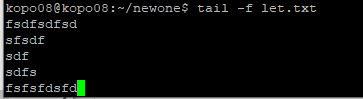 kopo08@kopo08:~/newone$ tail -f let.txt
fsdfsdfsd
sfsdf
sdf
sdfs
fsfsfdsfd